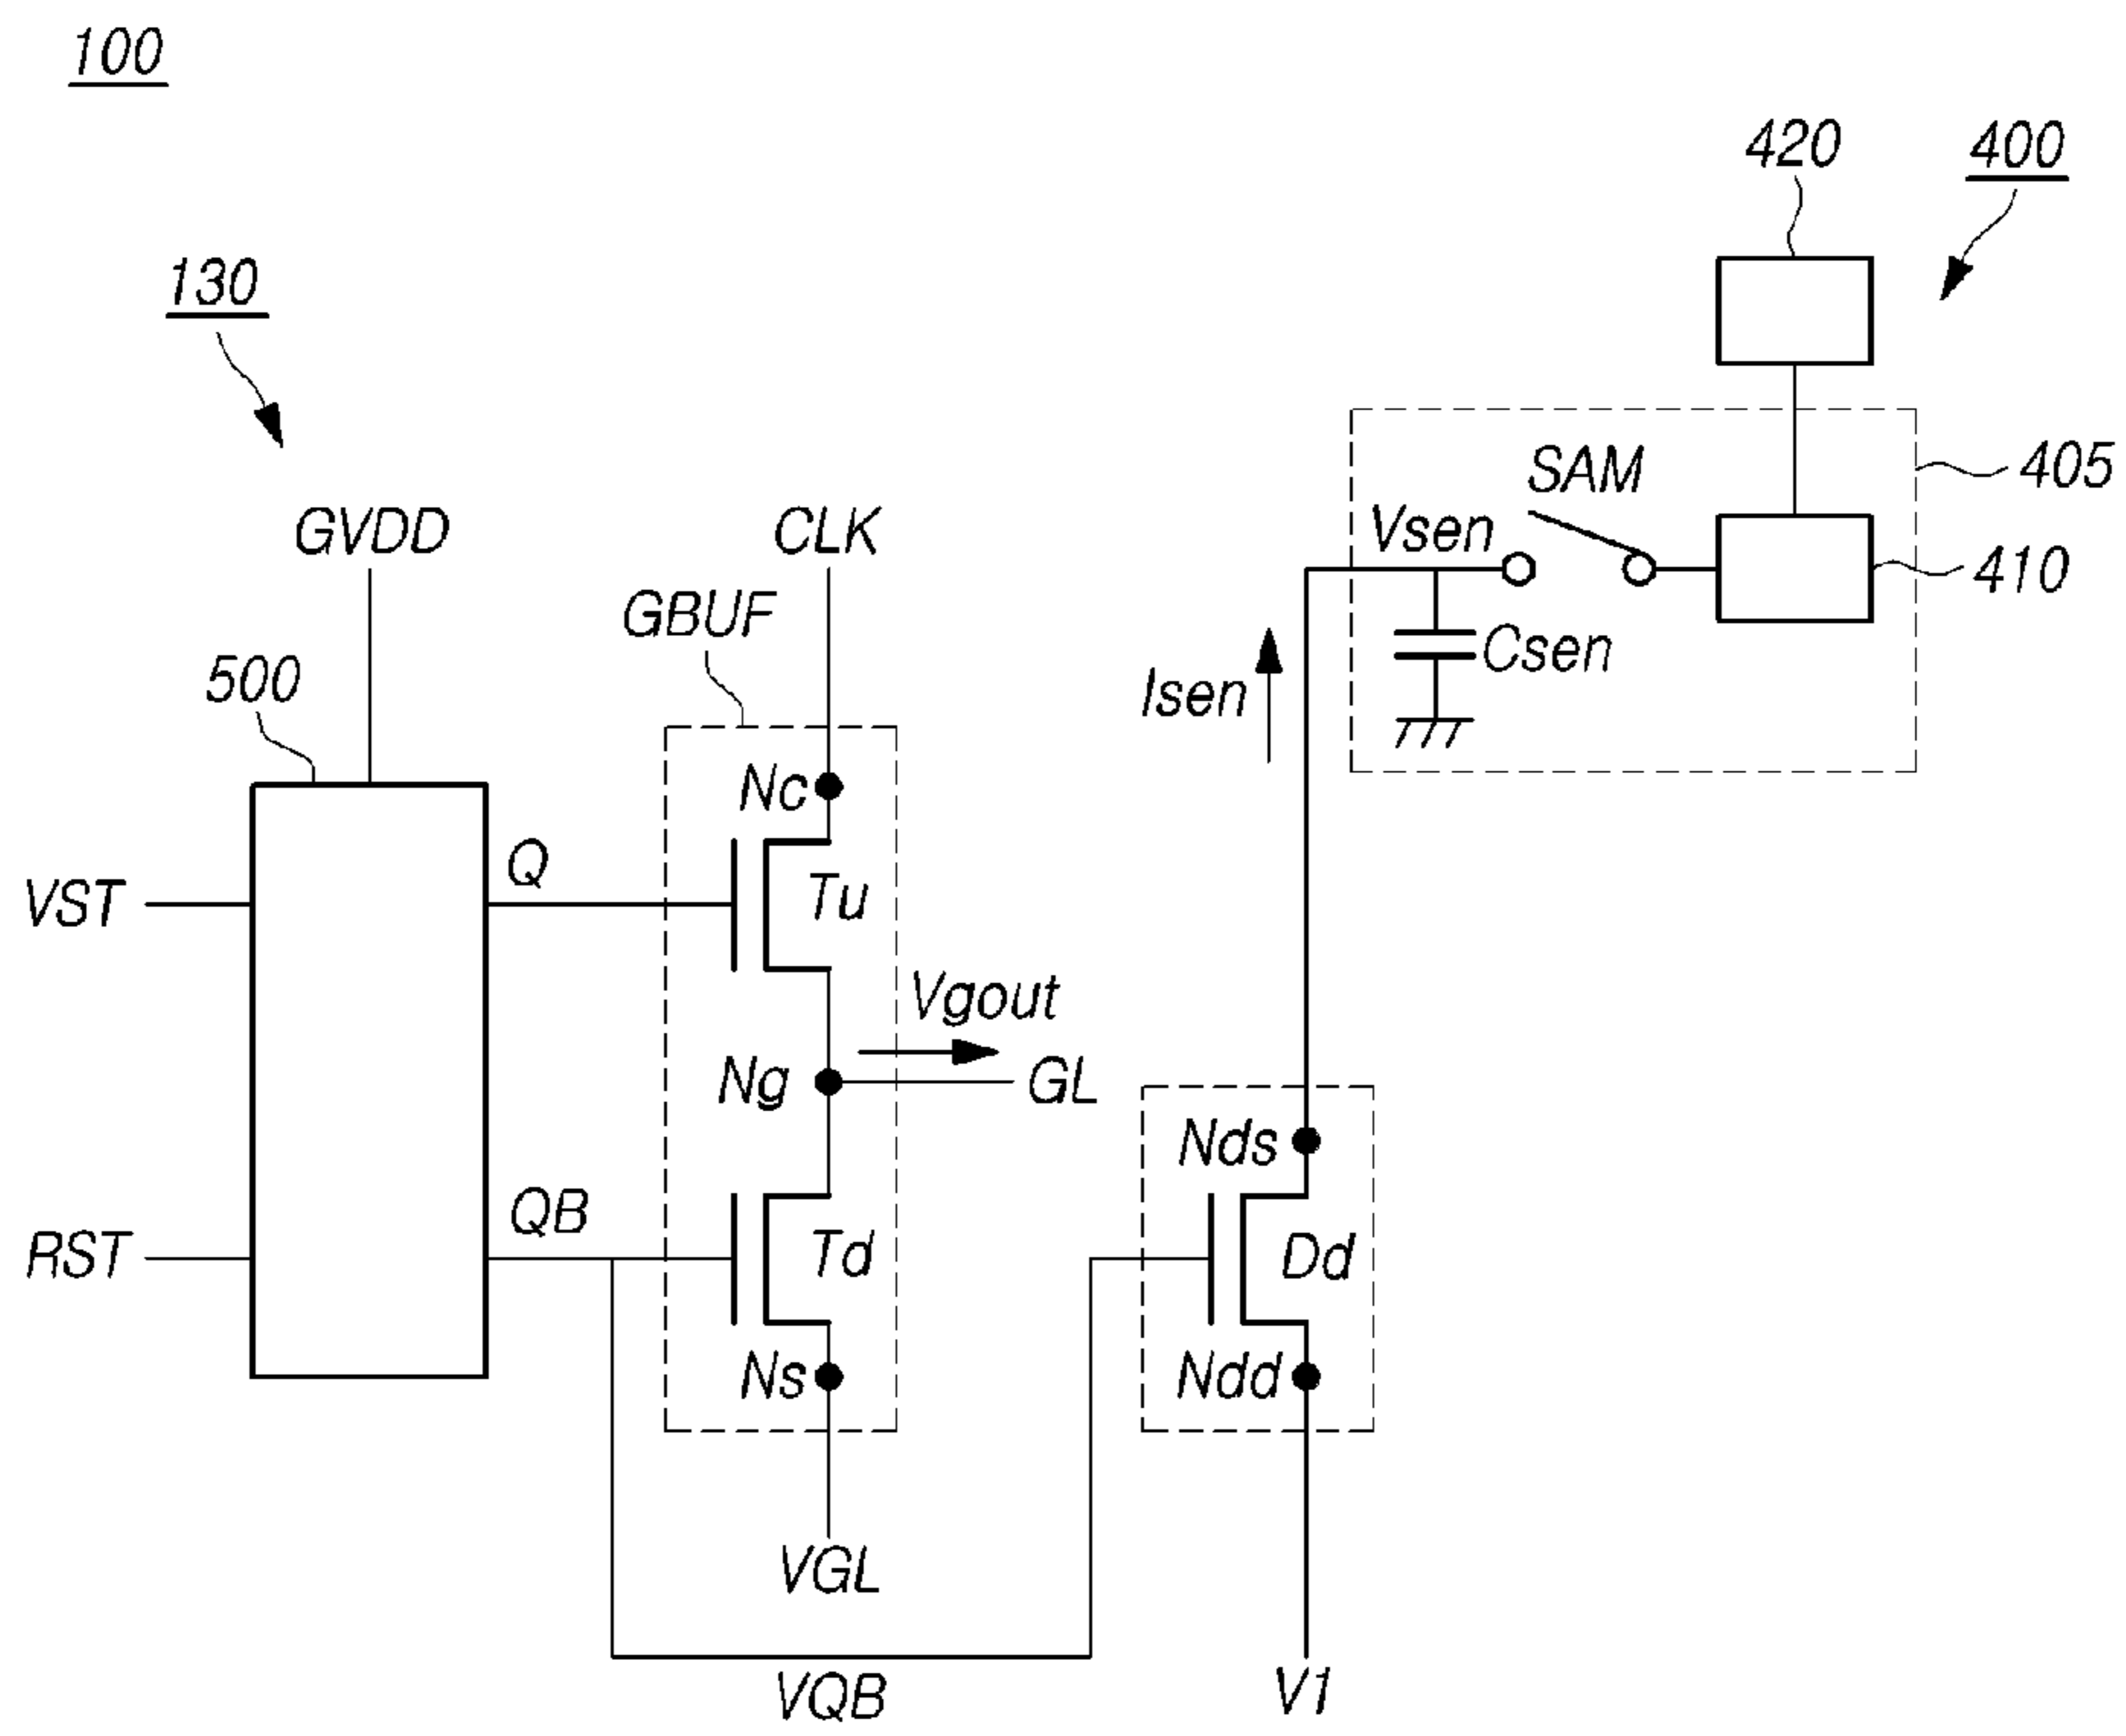 100
420
400
130
405
SAM
GVDD
CLK
Vsen
410
GBUF
Csen
500
Isen
Nc
Q
Tu
VST
Vgout
Ng
GL
Nds
QB
RST
Td
Dd
Ns
Ndd
VGL
VQB
V1